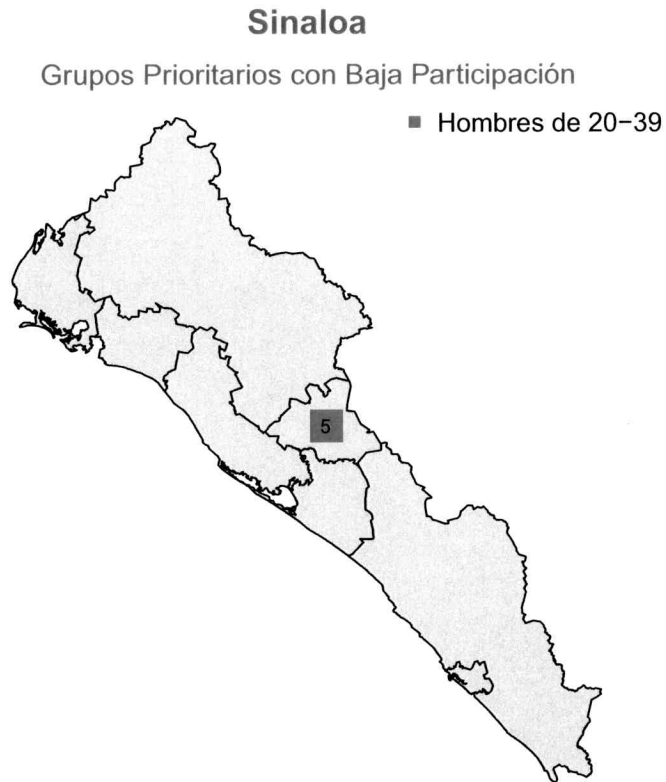 Sinaloa
Grupos Prioritarios con Baja Participación
Hombres de 20−39
5